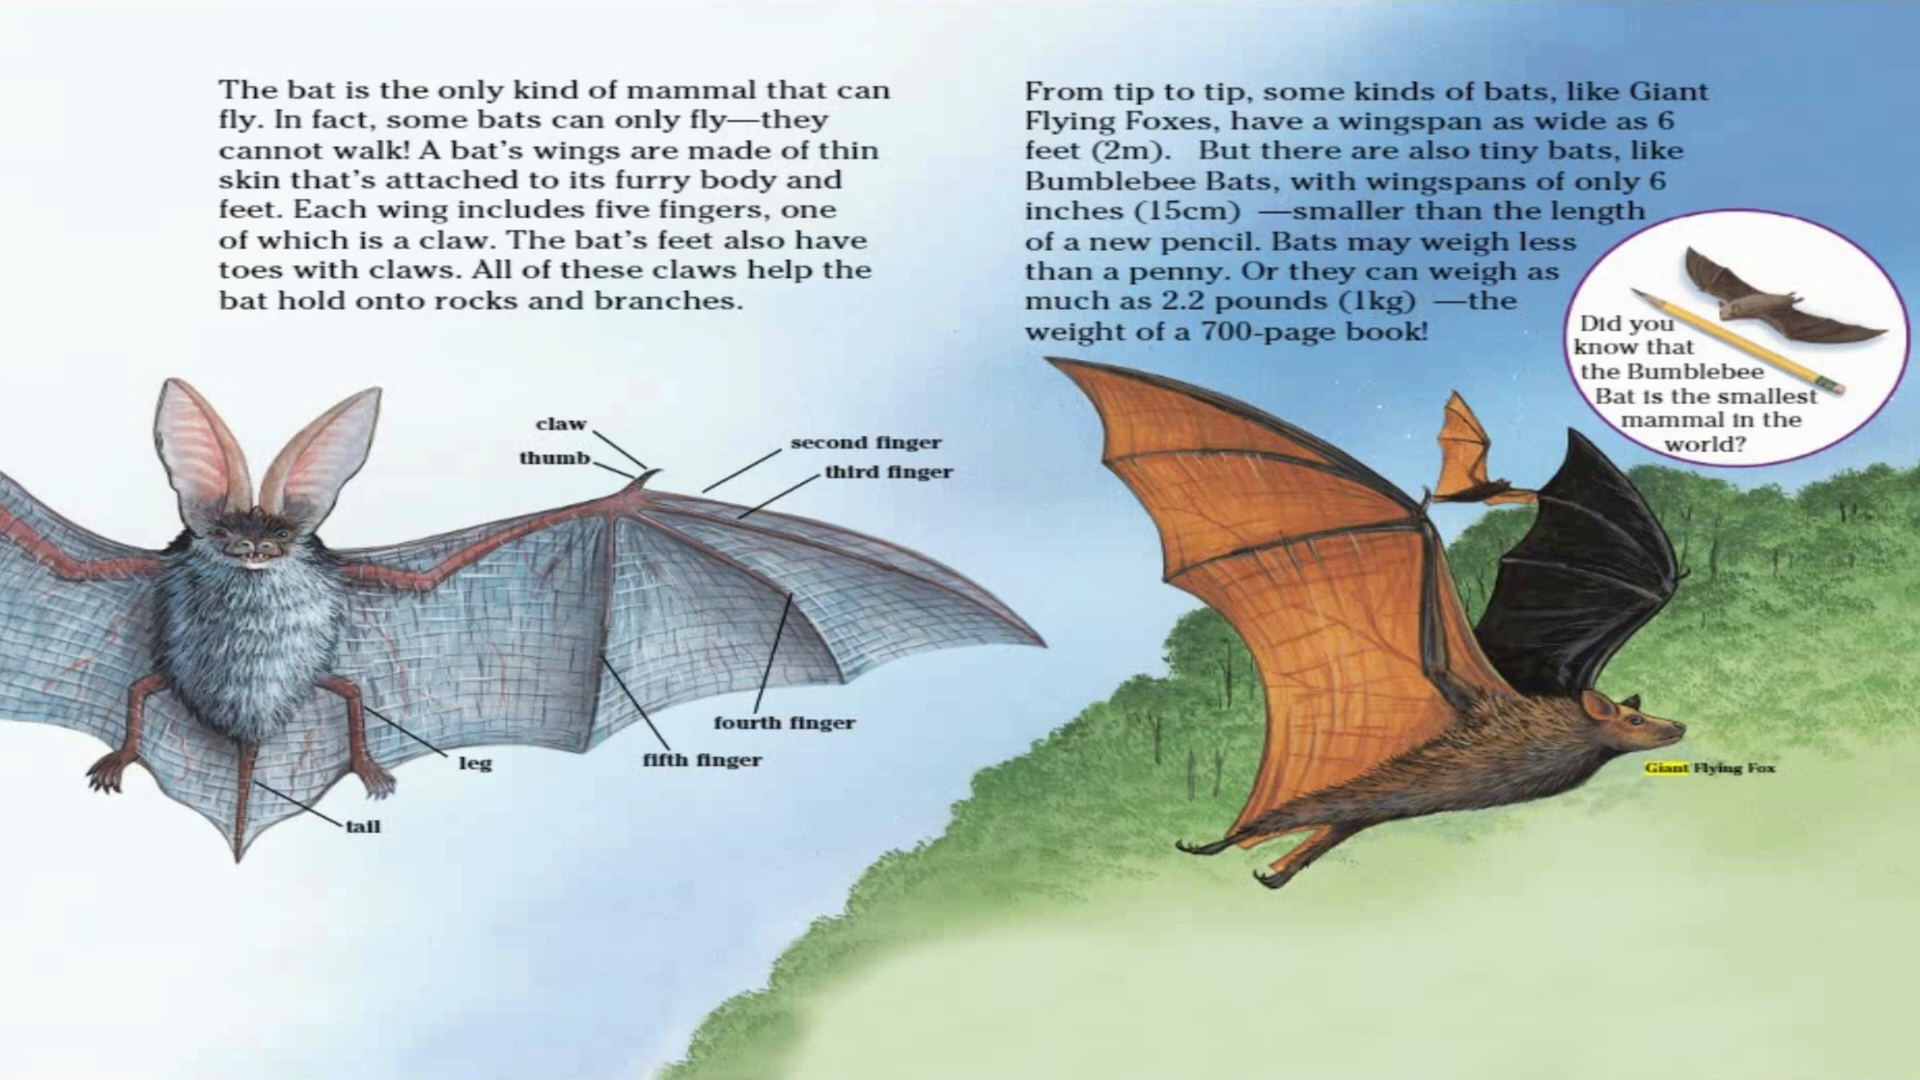 The bat is the only kind of mammal that can
fly. In fact, some bats can only fly—they
cannot walk! A bat's wings are made of thin
skin that's attached to its furry body and
feet. Each wing includes five fingers, one
of which is a claw. The bat's feet also have
toes with claws. All of these claws help the
bat hold onto rocks and branches.
claw
thumb
second finger
third finger
fourth finger
fifth finger
leg
tail
From tip to tip, some kinds of bats, like Giant
Flying Foxes, have a wingspan as wide as 6
feet (2m). But there are also tiny bats, like
Bumblebee Bats, with wingspans of only 6
inches (15cm) —smaller than the length
of a new pencil. Bats may weigh less
than a penny. Or they can weigh as
much as 2.2 pounds (1kg) —the
weight of a 700-page book!
Did you
know that
the Bumblebee
Bat is the smallest
mammal in the
world?
Giant Flying Fox